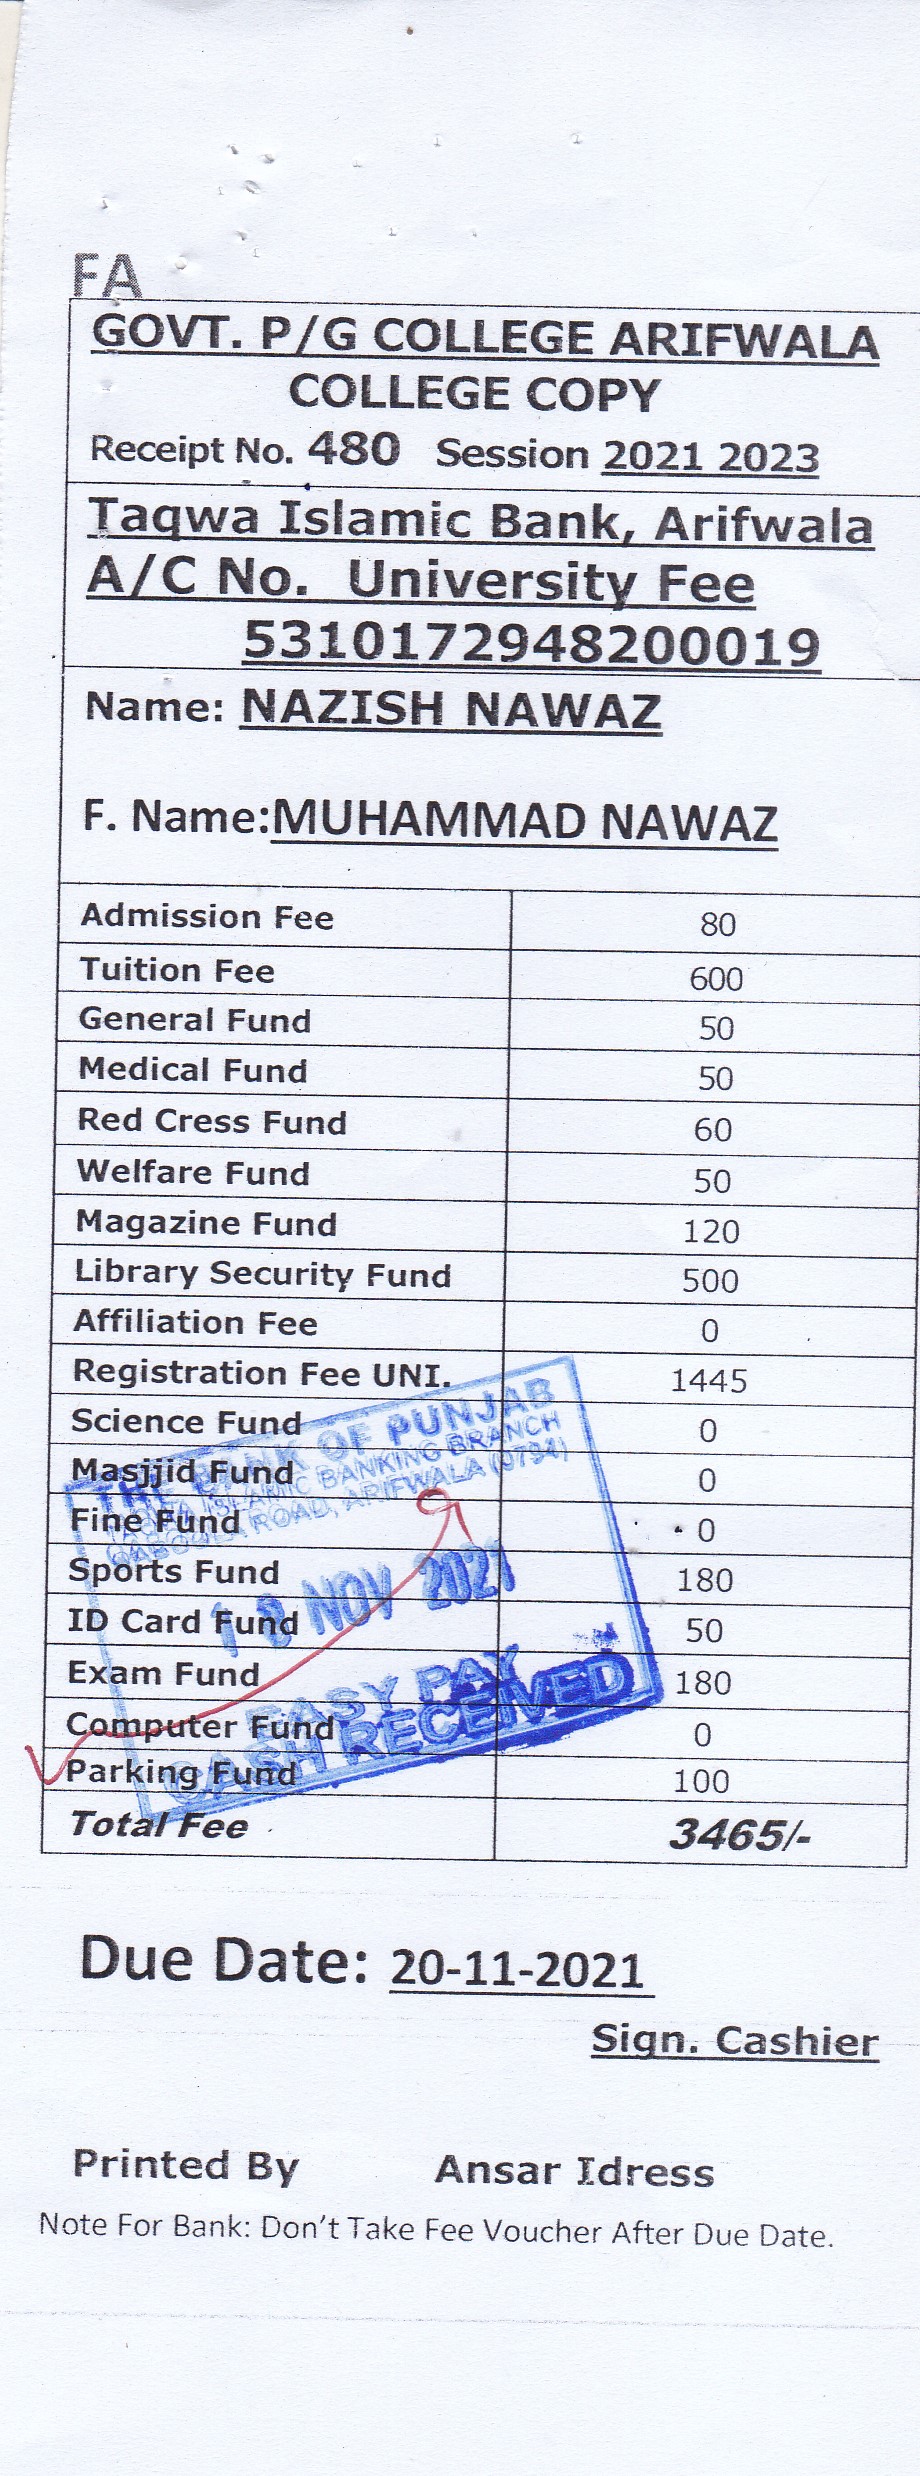 FA
GOVT. P/G COLLEGE ARIFWALA
COLLEGE COPY
Receipt No. 480 Session 2021 2023
Taqwa Islamic Bank, Arifwala
A/C No. University Fee
5310172948200019
Name: NAZISH NAWAZ
F. Name:MUHAMMAD NAWAZ
Admission Fee 80
Tuition Fee 600
General Fund 50
Medical Fund 50
Red Cress Fund 60
Welfare Fund 50
Magazine Fund 120
Library Security Fund 500
Affiliation Fee 0
Registration Fee UNI. 1445
Science Fund 0
Masjjid Fund 0
Fine Fund 0
Sports Fund 180
ID Card Fund 50
Exam Fund 180
Computer Fund 0
Parking Fund 100
Total Fee 3465/-
THE BANK OF PUNJAB
ISLAMIC BANKING BRANCH
ROAD, ARIFWALA (0794)
18 NOV 2021
EASY PAY
CASH RECEIVED
Due Date: 20-11-2021
Sign. Cashier
Printed By Ansar Idress
Note For Bank: Don't Take Fee Voucher After Due Date.